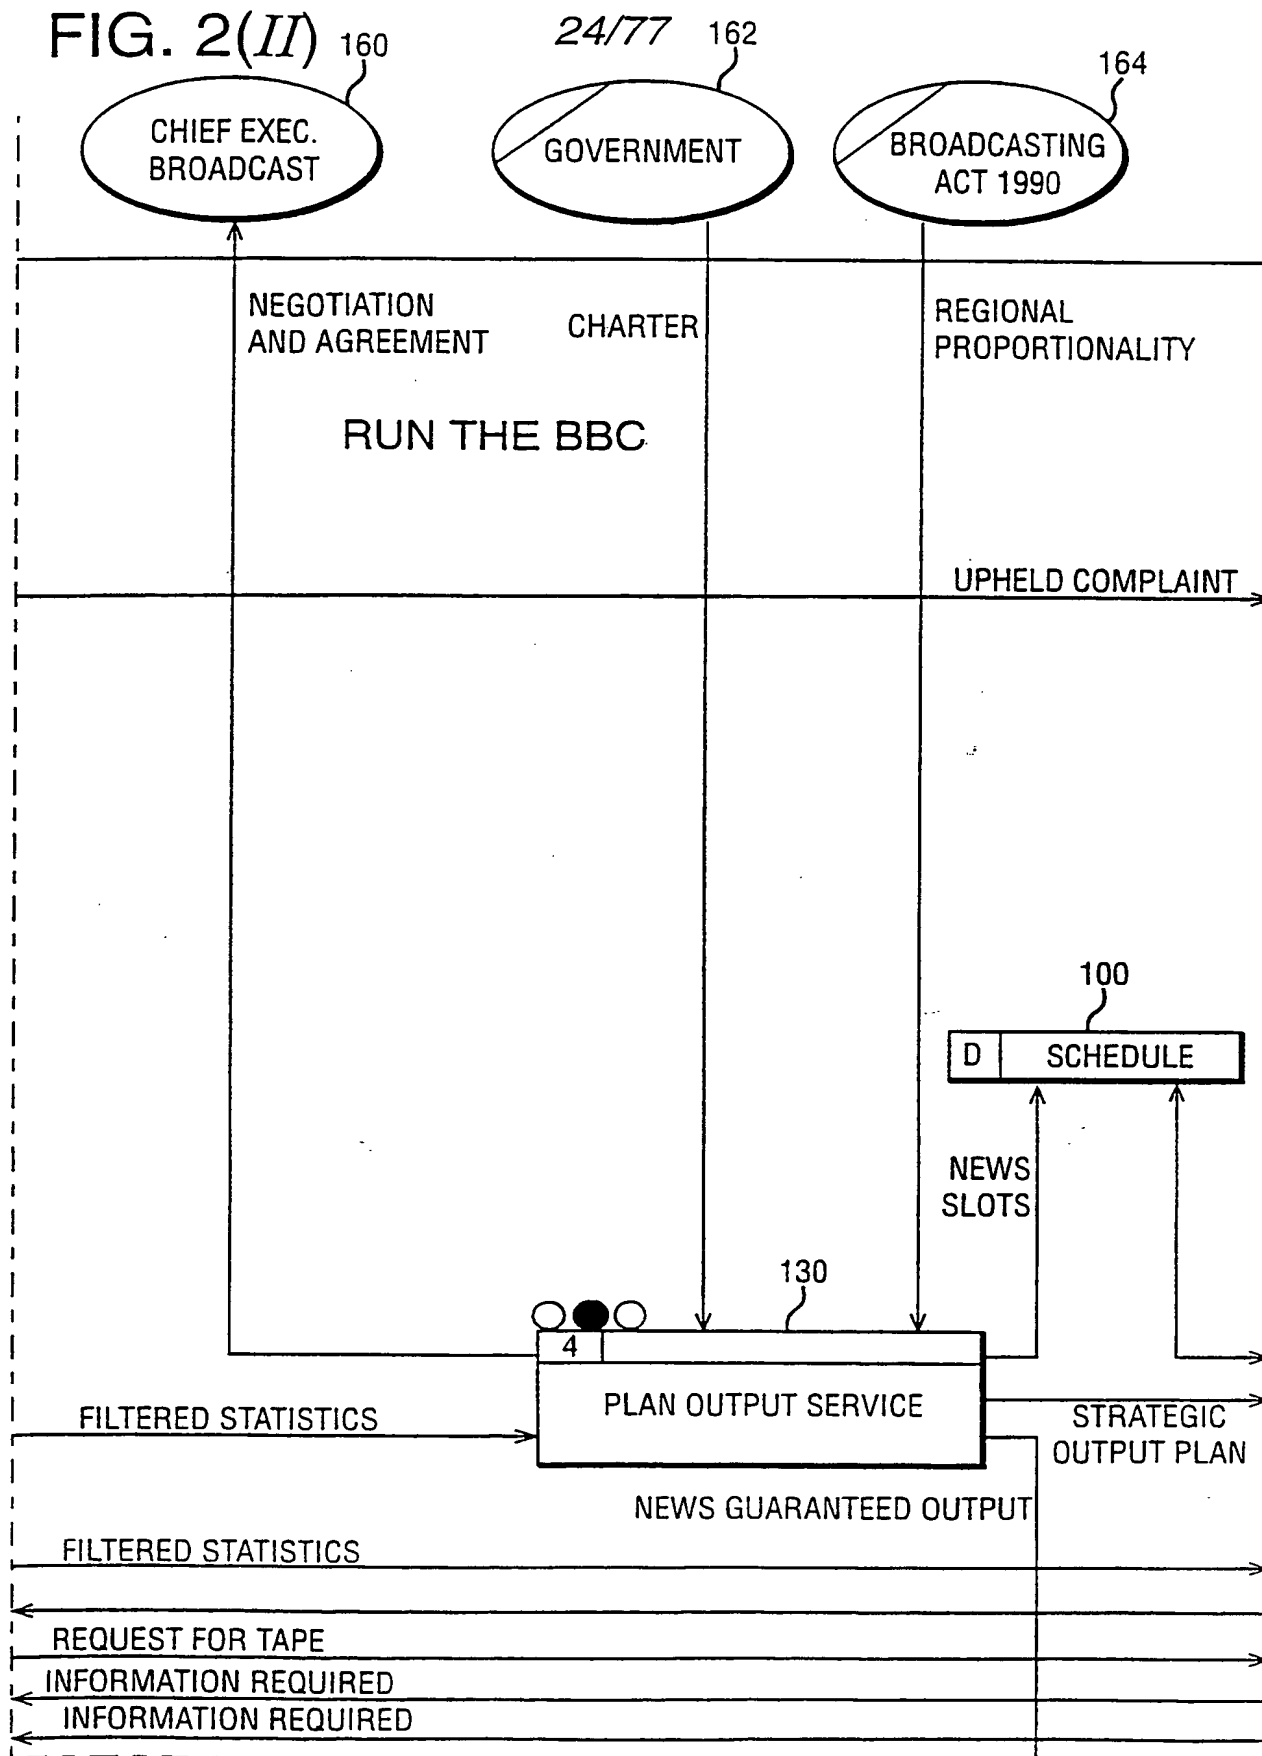 FIG. 2(II)
24/77
160
162
164
CHIEF EXEC.
BROADCAST
GOVERNMENT
BROADCASTING
ACT 1990
NEGOTIATION
AND AGREEMENT
CHARTER
REGIONAL
PROPORTIONALITY
RUN THE BBC
UPHELD COMPLAINT
100
D
SCHEDULE
NEWS
SLOTS
130
4
PLAN OUTPUT SERVICE
FILTERED STATISTICS
STRATEGIC
OUTPUT PLAN
NEWS GUARANTEED OUTPUT
FILTERED STATISTICS
REQUEST FOR TAPE
INFORMATION REQUIRED
INFORMATION REQUIRED